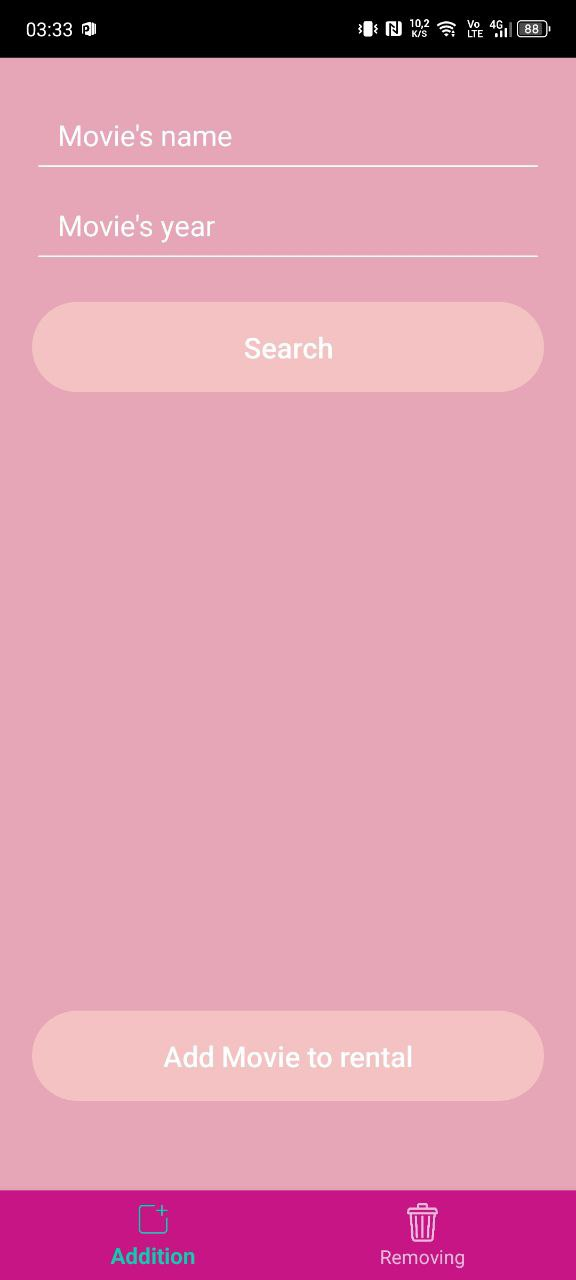 03:33 10,2 K/S Vo LTE 4G 88
Movie's name
Movie's year
Search
Add Movie to rental
Addition Removing